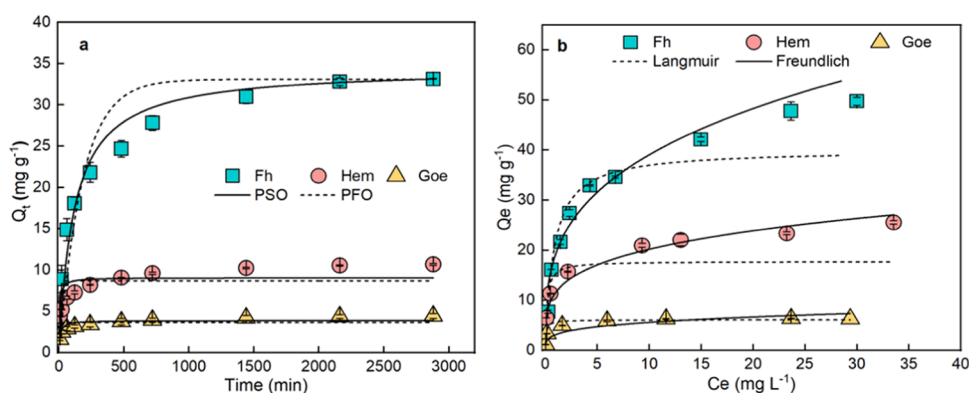 a
40
35
30
25
20
15
10
5
0
Qt (mg g⁻¹)
Fh Hem Goe
PSO PFO
0 500 1000 1500 2000 2500 3000
Time (min)
b
Fh Hem Goe
Langmuir Freundlich
60
50
40
30
20
10
0
Qe (mg g⁻¹)
0 5 10 15 20 25 30 35 40
Ce (mg L⁻¹)